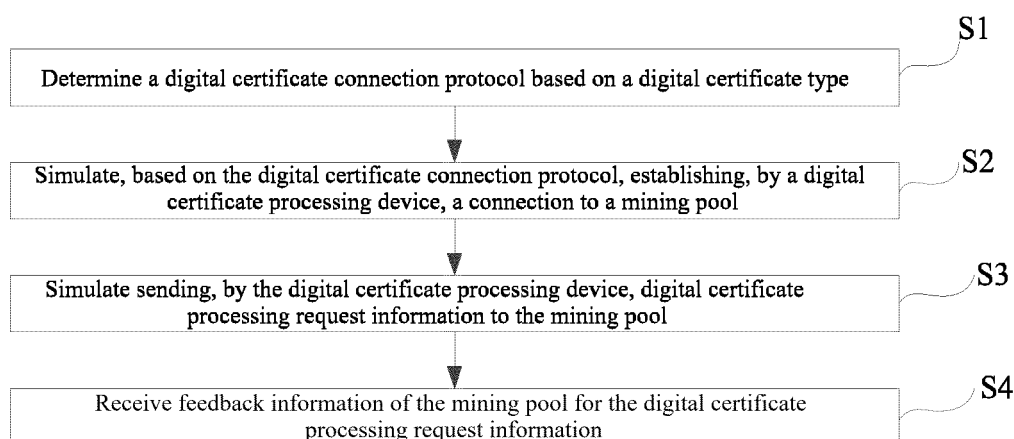 S1
Determine a digital certificate connection protocol based on a digital certificate type
S2
Simulate, based on the digital certificate connection protocol, establishing, by a digital
certificate processing device, a connection to a mining pool
S3
Simulate sending, by the digital certificate processing device, digital certificate
processing request information to the mining pool
S4
Receive feedback information of the mining pool for the digital certificate
processing request information